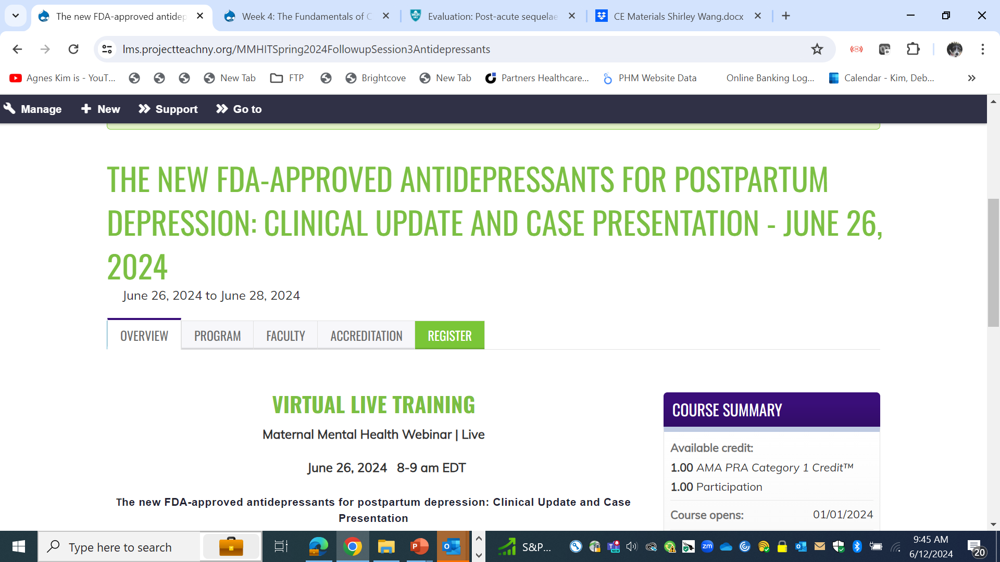 The new FDA-approved antidep
Week 4: The Fundamentals of C
Evaluation: Post-acute sequelae
CE Materials Shirley Wang.docx
lms.projectteachny.org/MMHITSpring2024FollowupSession3Antidepressants
Agnes Kim is - YouT...
New Tab
FTP
Brightcove
New Tab
Partners Healthcare...
PHM Website Data
Online Banking Log...
Calendar - Kim, Deb...
Manage
New
Support
Go to
THE NEW FDA-APPROVED ANTIDEPRESSANTS FOR POSTPARTUM
DEPRESSION: CLINICAL UPDATE AND CASE PRESENTATION - JUNE 26,
2024
June 26, 2024 to June 28, 2024
OVERVIEW
PROGRAM
FACULTY
ACCREDITATION
REGISTER
VIRTUAL LIVE TRAINING
Maternal Mental Health Webinar | Live
June 26, 2024 8-9 am EDT
The new FDA-approved antidepressants for postpartum depression: Clinical Update and Case
Presentation
COURSE SUMMARY
Available credit:
1.00 AMA PRA Category 1 Credit™
1.00 Participation
Course opens: 01/01/2024
Type here to search
S&P...
zm
9:45 AM
6/12/2024
20